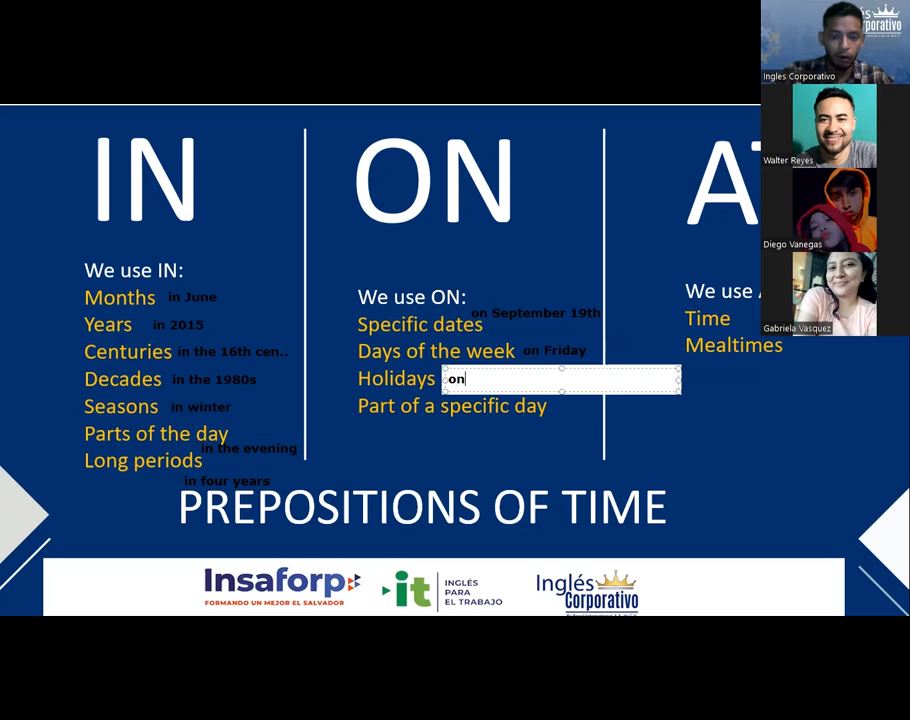 IN
We use IN:
Months in June
Years in 2015
Centuries in the 16th cen..
Decades in the 1980s
Seasons in winter
Parts of the day
in the evening
Long periods
in four years
ON
We use ON:
on September 19th
Specific dates
Days of the week on Friday
Holidays on
Part of a specific day
We use
Time
Mealtimes
PREPOSITIONS OF TIME
Insaforp
FORMANDO UN MEJOR EL SALVADOR
it
INGLÉS
PARA
EL TRABAJO
Inglés
Corporativo
Ingles Corporativo
Walter Reyes
Diego Vanegas
Gabriela Vasquez